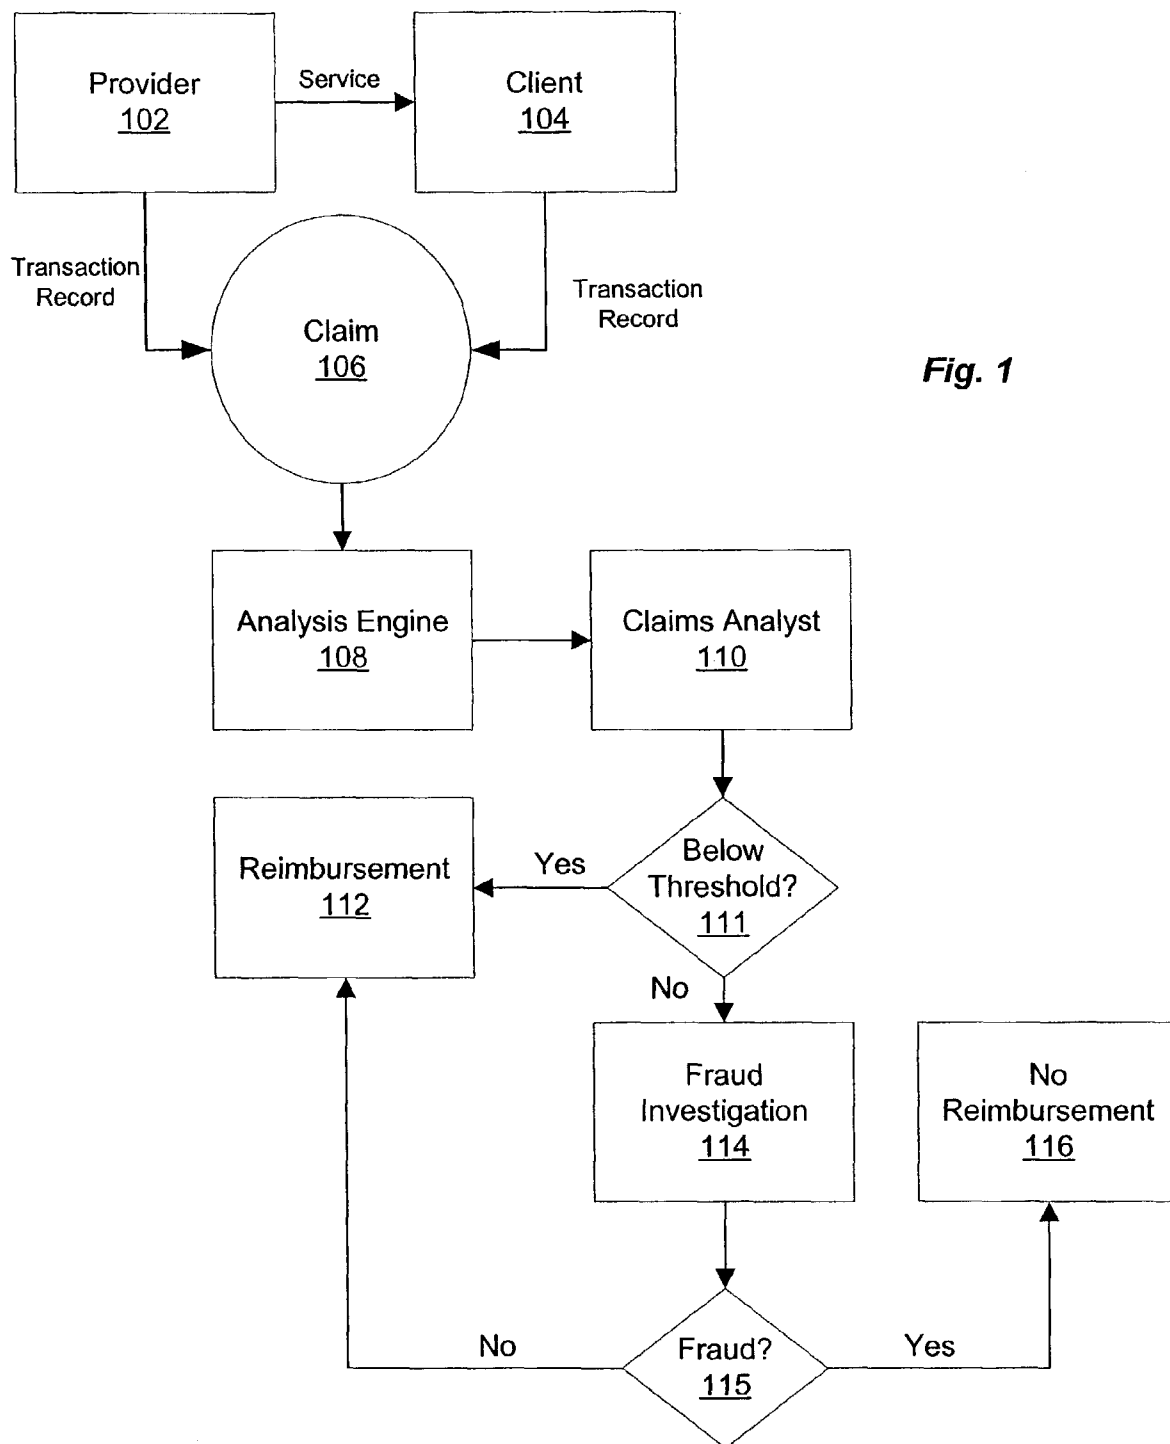 Provider
102
Service
Client
104
Transaction
Record
Transaction
Record
Claim
106
Fig. 1
Analysis Engine
108
Claims Analyst
110
Reimbursement
112
Yes
Below
Threshold?
111
No
Fraud
Investigation
114
No
Reimbursement
116
No
Fraud?
115
Yes